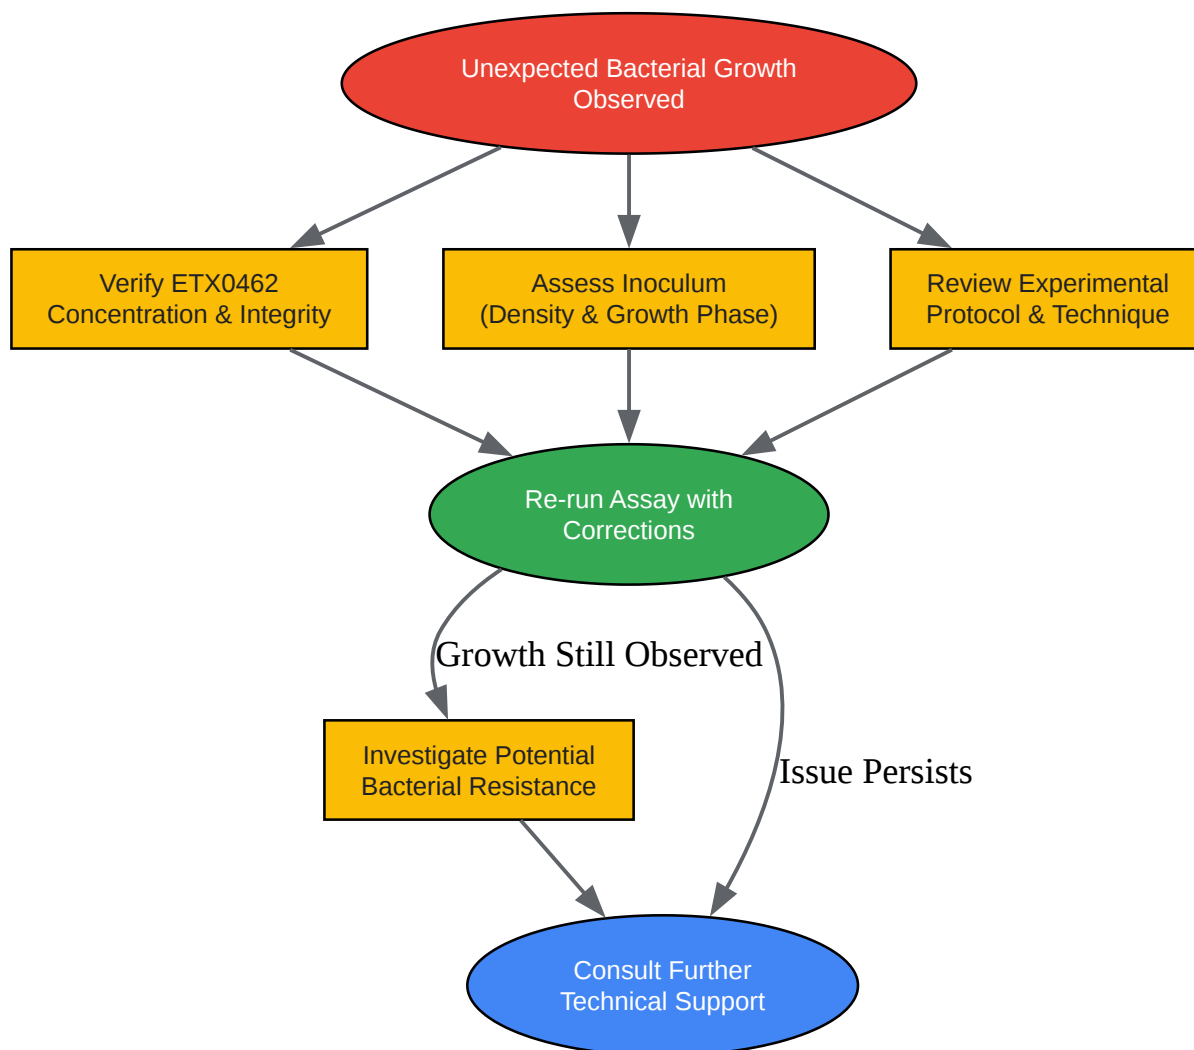 Unexpected Bacterial Growth
Observed
Verify ETX0462
Concentration & Integrity
Assess Inoculum
(Density & Growth Phase)
Review Experimental
Protocol & Technique
Re-run Assay with
Corrections
Growth Still Observed
Investigate Potential
Bacterial Resistance
Issue Persists
Consult Further
Technical Support